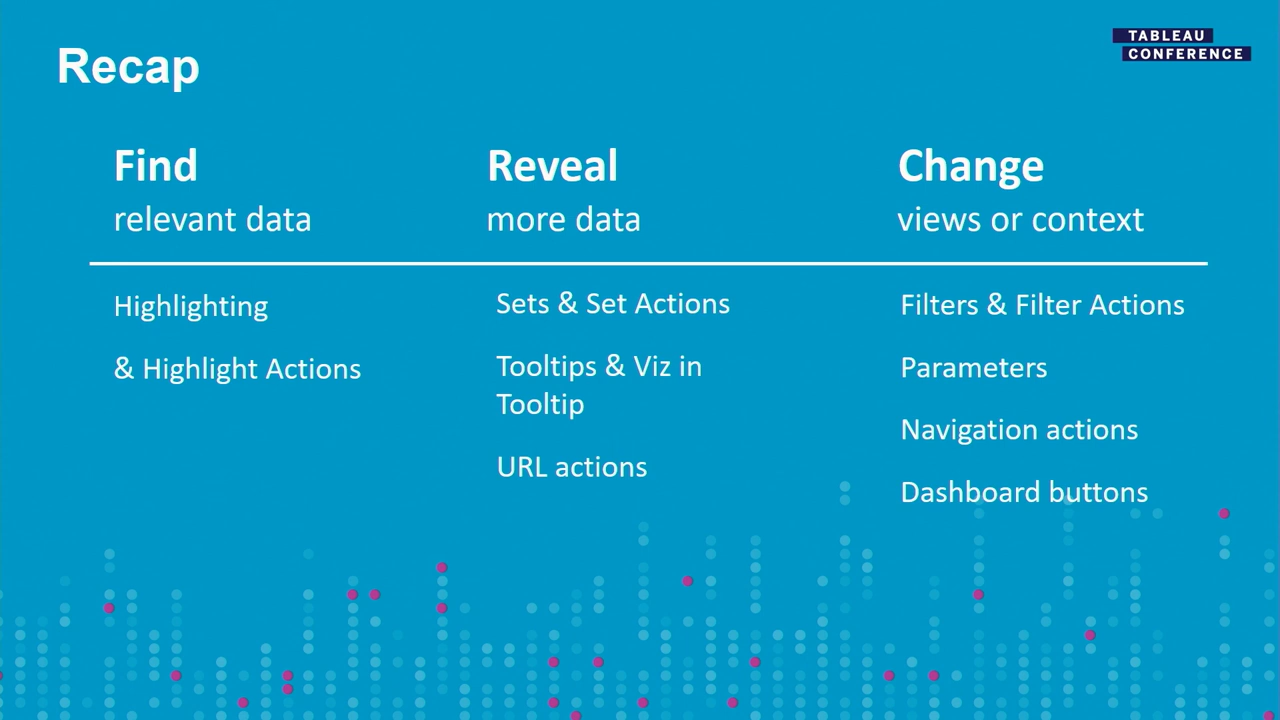 TABLEAU
CONFERENCE
Recap
Find
relevant data
Highlighting
& Highlight Actions
Reveal
more data
Sets & Set Actions
Tooltips & Viz in
Tooltip
URL actions
Change
views or context
Filters & Filter Actions
Parameters
Navigation actions
Dashboard buttons